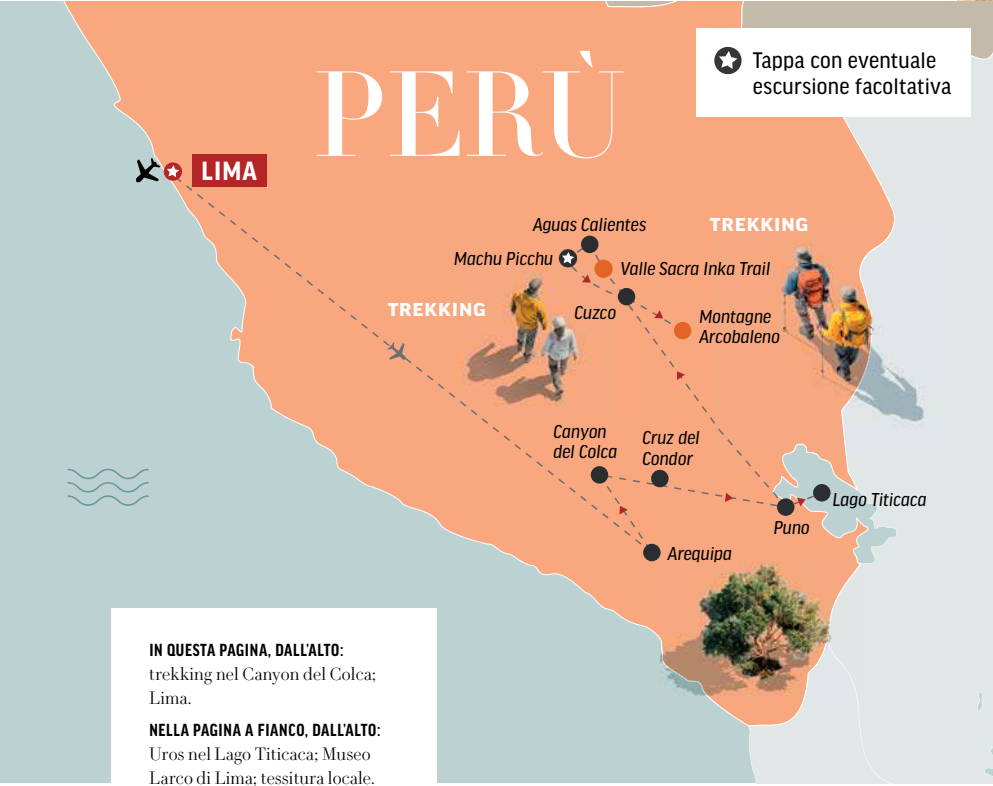 Tappa con eventuale
escursione facoltativa
PERÙ
LIMA
Aguas Calientes
TREKKING
Machu Picchu
Valle Sacra Inka Trail
TREKKING
Cuzco
Montagne
Arcobaleno
Canyon
del Colca
Cruz del
Condor
Lago Titicaca
Puno
Arequipa
IN QUESTA PAGINA, DALL'ALTO:
trekking nel Canyon del Colca;
Lima.
NELLA PAGINA A FIANCO, DALL'ALTO:
Uros nel Lago Titicaca; Museo
Larco di Lima; tessitura locale.